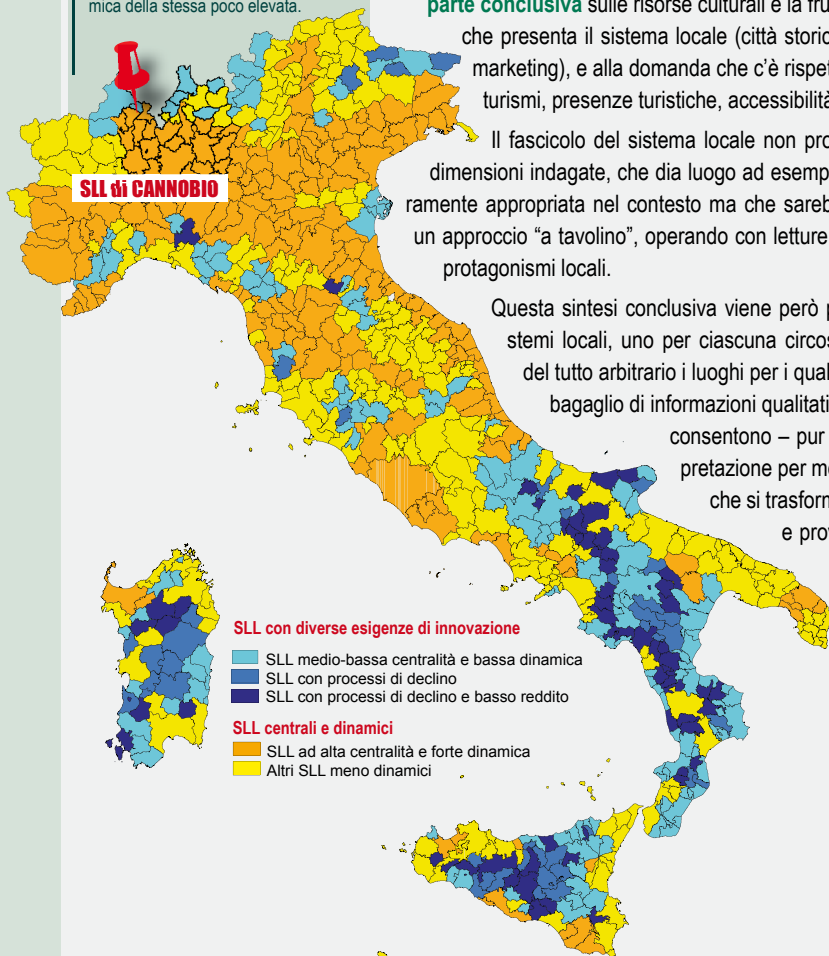 mica della stessa poco elevata.
parte conclusiva sulle risorse culturali e la fru
che presenta il sistema locale (città storic
marketing), e alla domanda che c'è rispet
turismi, presenze turistiche, accessibilità
Il fascicolo del sistema locale non pro
dimensioni indagate, che dia luogo ad esemp
ramente appropriata nel contesto ma che sareb
un approccio “a tavolino”, operando con letture
protagonismi locali.
Questa sintesi conclusiva viene però p
stemi locali, uno per ciascuna circos
del tutto arbitrario i luoghi per i qual
bagaglio di informazioni qualitati
consentono – pur
pretazione per me
che si trasform
e prov
SLL di CANNOBIO
SLL con diverse esigenze di innovazione
SLL medio-bassa centralità e bassa dinamica
SLL con processi di declino
SLL con processi di declino e basso reddito
SLL centrali e dinamici
SLL ad alta centralità e forte dinamica
Altri SLL meno dinamici